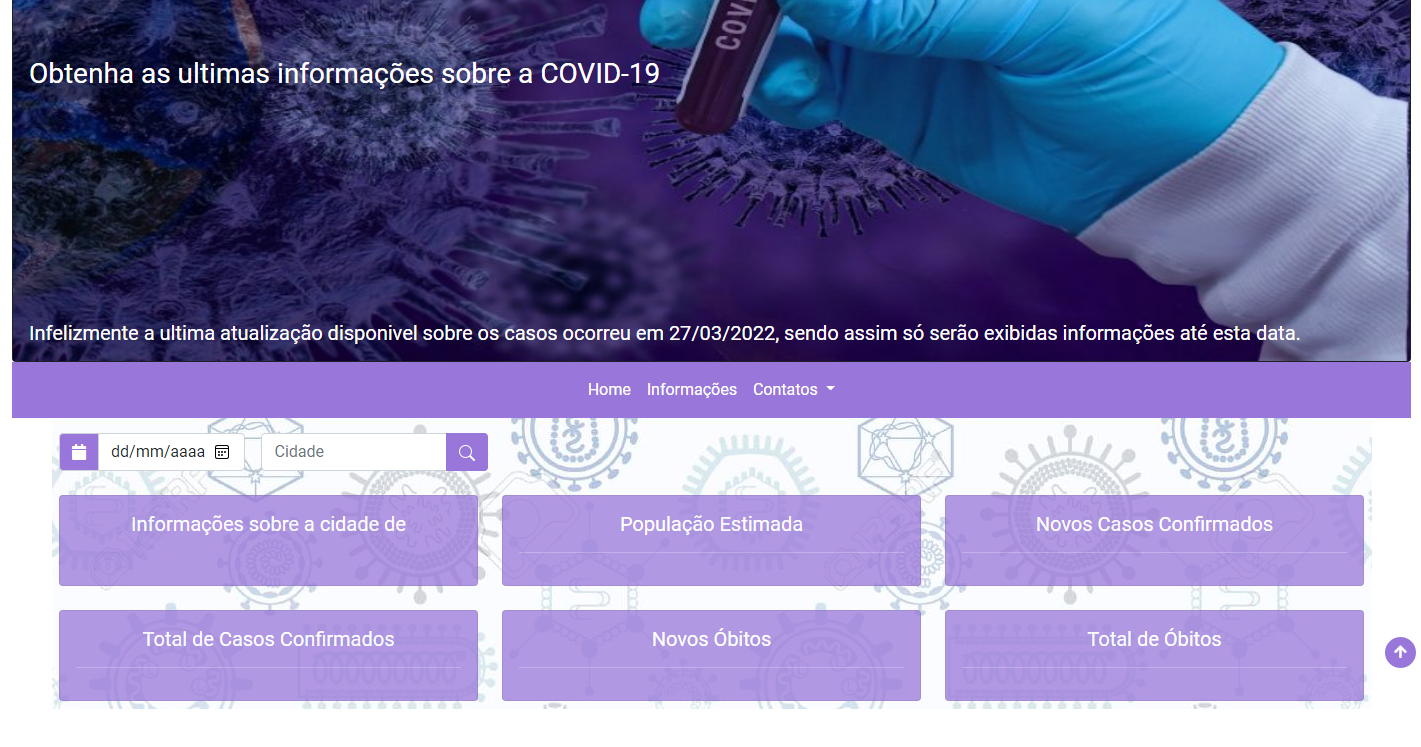 COV
Obtenha as ultimas informações sobre a COVID-19
Infelizmente a ultima atualização disponivel sobre os casos ocorreu em 27/03/2022, sendo assim só serão exibidas informações até esta data.
Home Informações Contatos
dd/mm/aaaa Cidade
Informações sobre a cidade de População Estimada Novos Casos Confirmados
Total de Casos Confirmados Novos Óbitos Total de Óbitos